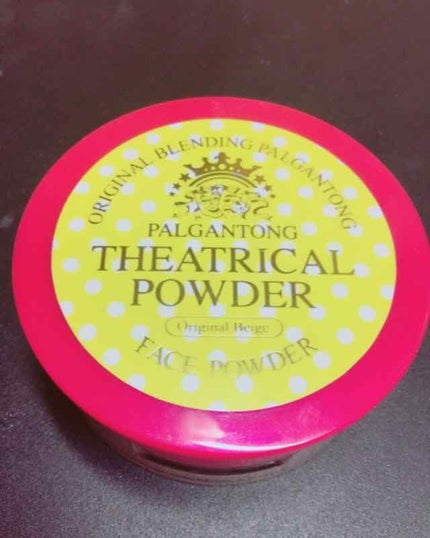 ORIGINAL BLENDING PALGANTONG
PALGANTONG
THEATRICAL
POWDER
Original Beige
FACE POWDER